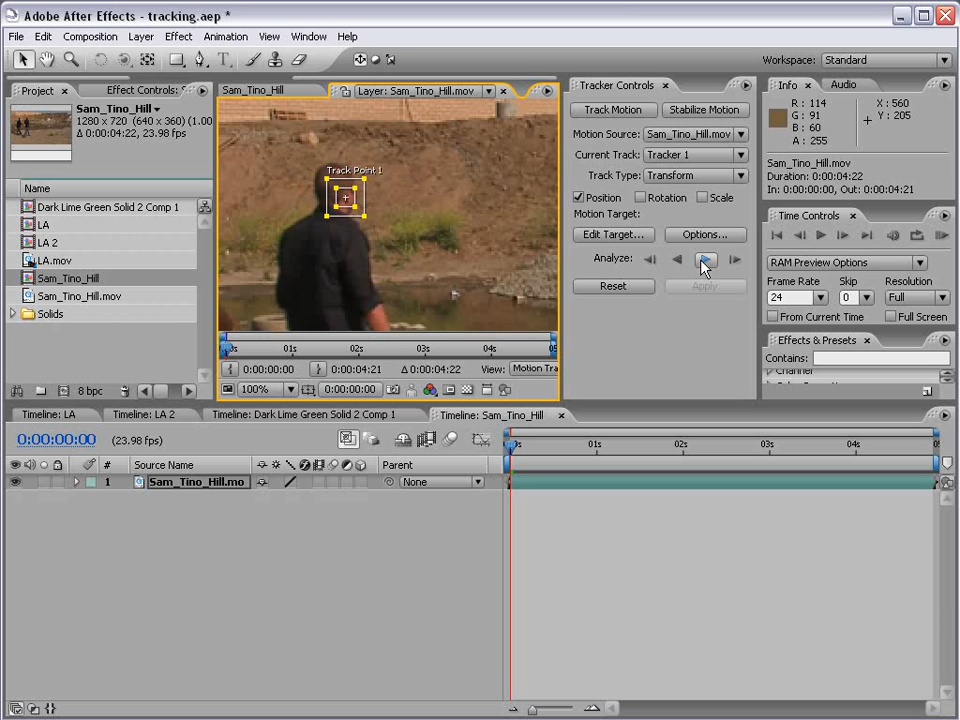 Adobe After Effects - tracking.aep *
File Edit Composition Layer Effect Animation View Window Help
Workspace: Standard
Project × Effect Controls: S
Sam_Tino_Hill
1280 x 720 (640 x 360) (1.00
Δ 0:00:04:22, 23.98 fps)
Name
Dark Lime Green Solid 2 Comp 1
LA
LA 2
LA.mov
Sam_Tino_Hill
Sam_Tino_Hill.mov
Solids
8 bpc
Sam_Tino_Hill Layer: Sam_Tino_Hill.mov ×
Track Point 1
01s 02s 03s 04s
0:00:00:00 0:00:04:21 Δ 0:00:04:22 View: Motion Tra
100% 0:00:00:00
Tracker Controls ×
Track Motion Stabilize Motion
Motion Source: Sam_Tino_Hill.mov
Current Track: Tracker 1
Track Type: Transform
Position Rotation Scale
Motion Target:
Edit Target... Options...
Analyze:
Reset Apply
Info × Audio
R : 114 X : 560
G : 91 Y : 205
B : 60
A : 255
Sam_Tino_Hill.mov
Duration: 0:00:04:22
In: 0:00:00:00, Out: 0:00:04:21
Time Controls ×
RAM Preview Options
Frame Rate Skip Resolution
24 0 Full
From Current Time Full Screen
Effects & Presets ×
Contains:
Channel
Timeline: LA Timeline: LA 2 Timeline: Dark Lime Green Solid 2 Comp 1 Timeline: Sam_Tino_Hill ×
0:00:00:00 (23.98 fps)
01s 02s 03s 04s
# Source Name Parent
1 Sam_Tino_Hill.mo None